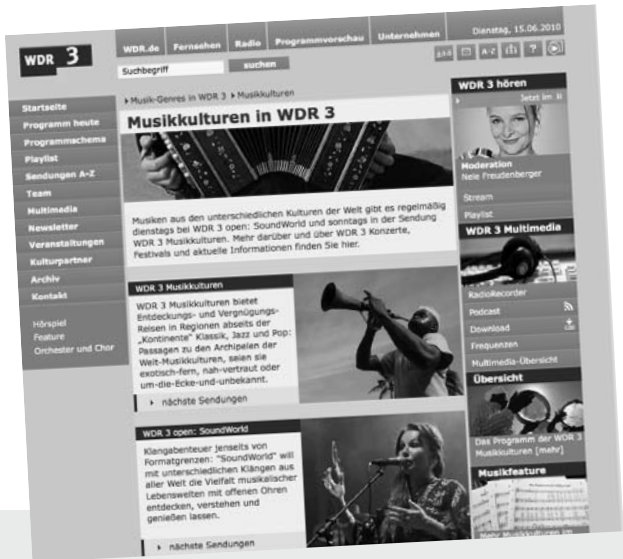 WDR 3
WDR.de Fernsehen Radio Programmvorschau Unternehmen Dienstag, 15.06.2010
Suchbegriff suchen
A-Z ?
Startseite
Programm heute
Programmschema
Playlist
Sendungen A-Z
Team
Multimedia
Newsletter
Veranstaltungen
Kulturpartner
Archiv
Kontakt
Hörspiel
Feature
Orchester und Chor
Musik-Genres in WDR 3 Musikkulturen
Musikkulturen in WDR 3
Musiken aus den unterschiedlichen Kulturen der Welt gibt es regelmäßig
dienstags bei WDR 3 open: SoundWorld und sonntags in der Sendung
WDR 3 Musikkulturen. Mehr darüber und über WDR 3 Konzerte,
Festivals und aktuelle Informationen finden Sie hier.
WDR 3 Musikkulturen
WDR 3 Musikkulturen bietet
Entdeckungs- und Vergnügungs-
Reisen in Regionen abseits der
„Kontinente" Klassik, Jazz und Pop:
Passagen zu den Archipelen der
Welt-Musikkulturen, seien sie
exotisch-fern, nah-vertraut oder
um-die-Ecke-und-unbekannt.
nächste Sendungen
WDR 3 open: SoundWorld
Klangabenteuer jenseits von
Formatgrenzen: "SoundWorld" will
mit unterschiedlichen Klängen aus
aller Welt die Vielfalt musikalischer
Lebenswelten mit offenen Ohren
entdecken, verstehen und
genießen lassen.
nächste Sendungen
WDR 3 hören
Jetzt im
Moderation
Nele Freudenberger
Stream
Playlist
WDR 3 Multimedia
RadioRecorder
Podcast
Download
Frequenzen
Multimedia-Übersicht
Übersicht
Das Programm der WDR 3
Musikkulturen [mehr]
Musikfeature